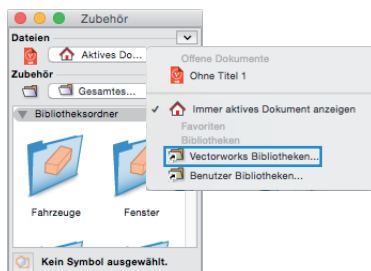 Zubehör
Dateien
Aktives Do...
Zubehör
Gesamtes...
Bibliotheksordner
Fahrzeuge
Fenster
Kein Symbol ausgewählt.
Offene Dokumente
Ohne Titel 1
✓ Immer aktives Dokument anzeigen
Favoriten
Bibliotheken
Vectorworks Bibliotheken...
Benutzer Bibliotheken...